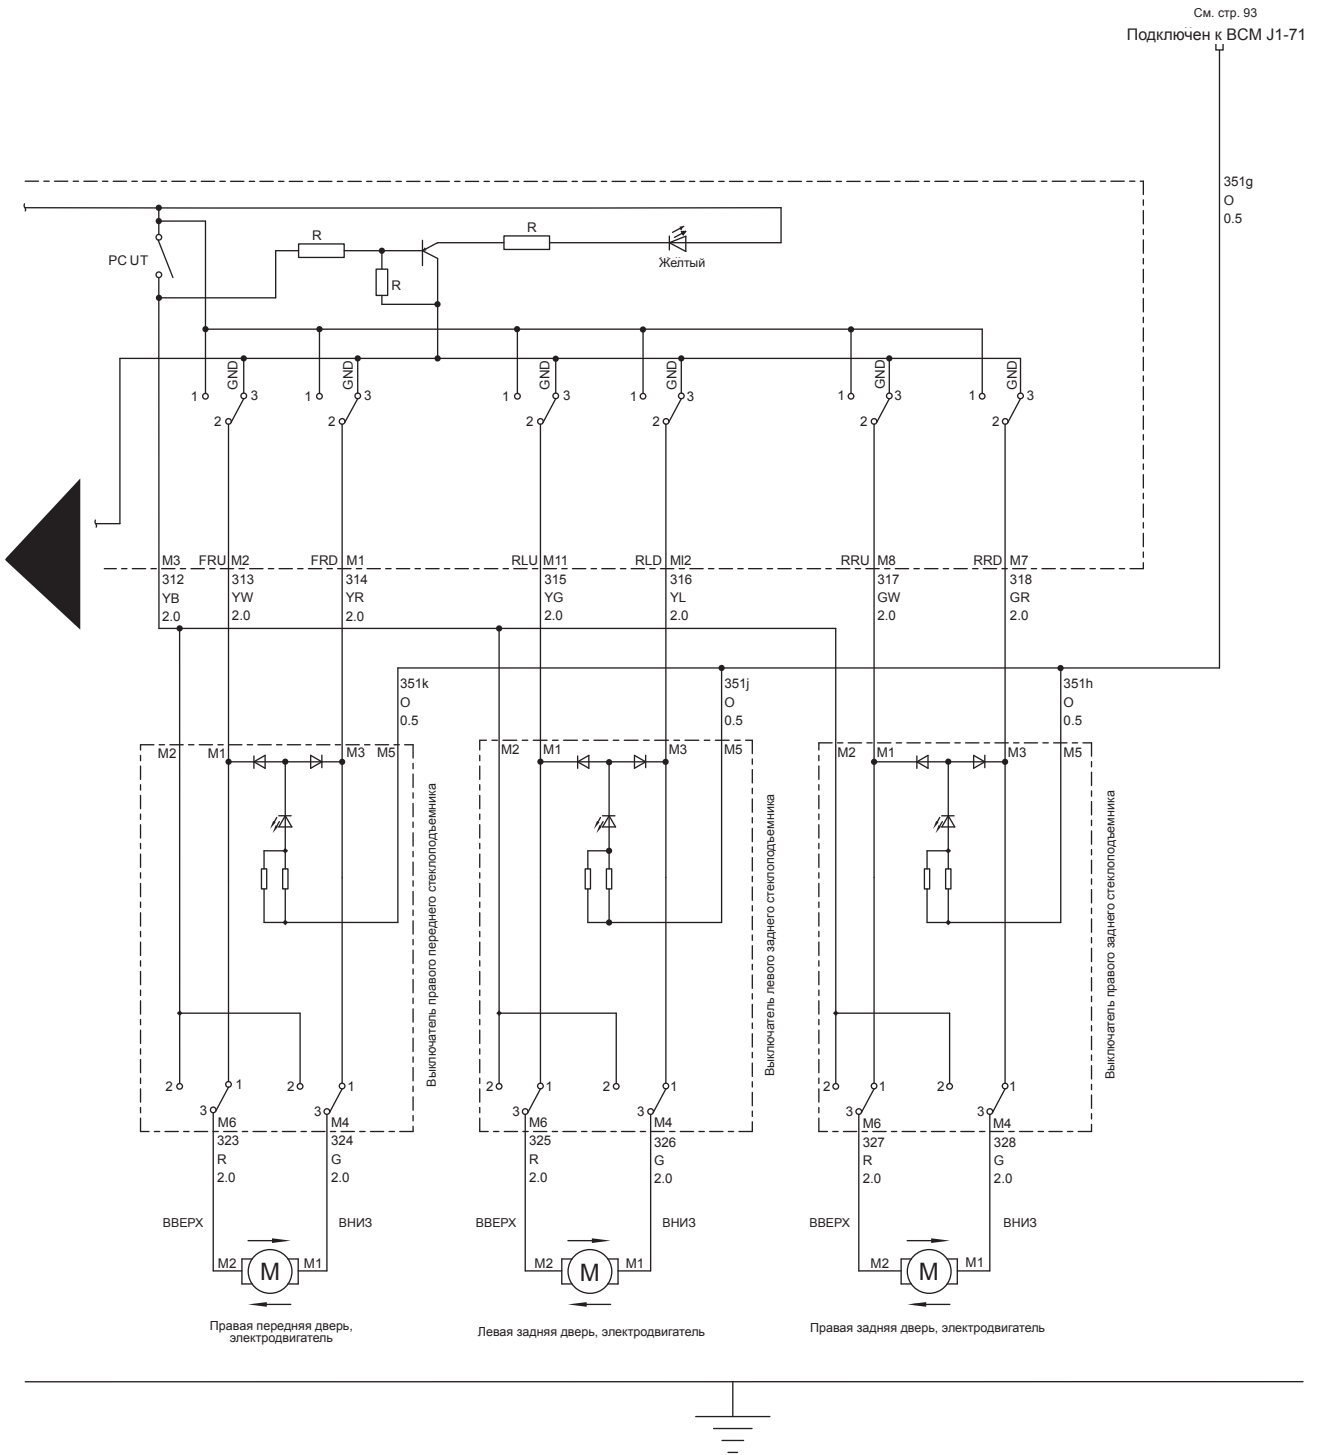 См. стр. 93
Подключен к BCM J1-71
351g
O
0.5
R
R
PC UT
Желтый
R
GND GND GND GND GND GND
1 3 1 3 1 3 1 3 1 3 1 3
2 2 2 2 2 2
M3 FRU M2 FRD M1 RLU M11 RLD MI2 RRU M8 RRD M7
312 313 314 315 316 317 318
YB YW YR YG YL GW GR
2.0 2.0 2.0 2.0 2.0 2.0 2.0
351k 351j 351h
O O O
0.5 0.5 0.5
M2 M1 M3 M5 M2 M1 M3 M5 M2 M1 M3 M5
Выключатель правого переднего стеклоподъемника
Выключатель левого заднего стеклоподъемника
Выключатель правого заднего стеклоподъемника
2 1 2 1 2 1 2 1 2 1 2 1
3 3 3 3 3 3
M6 M4 M6 M4 M6 M4
323 324 325 326 327 328
R G R G R G
2.0 2.0 2.0 2.0 2.0 2.0
ВВЕРХ ВНИЗ ВВЕРХ ВНИЗ ВВЕРХ ВНИЗ
M2 M M1 M2 M M1 M2 M M1
Правая передняя дверь,
электродвигатель
Левая задняя дверь, электродвигатель
Правая задняя дверь, электродвигатель